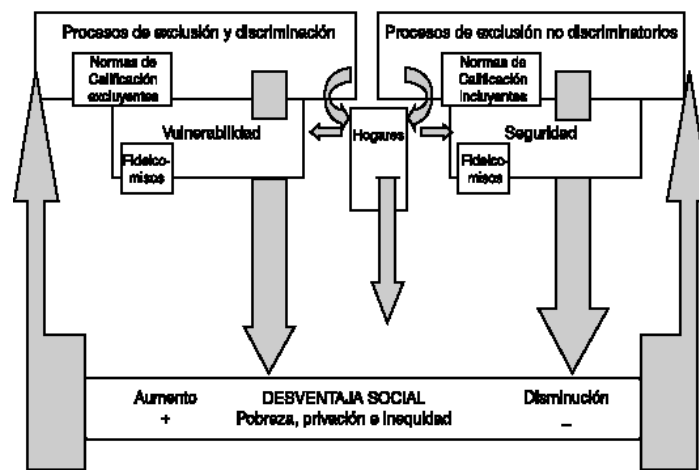 Procesos de exclusión y discriminación
Normas de
Calificación
excluyentes
Vulnerabilidad
Fideico-
misos
Hogares
Procesos de exclusión no discriminatorios
Normas de
Calificación
incluyentes
Seguridad
Fideico-
misos
Aumento
+
DESVENTAJA SOCIAL
Pobreza, privación e inequidad
Disminución
–